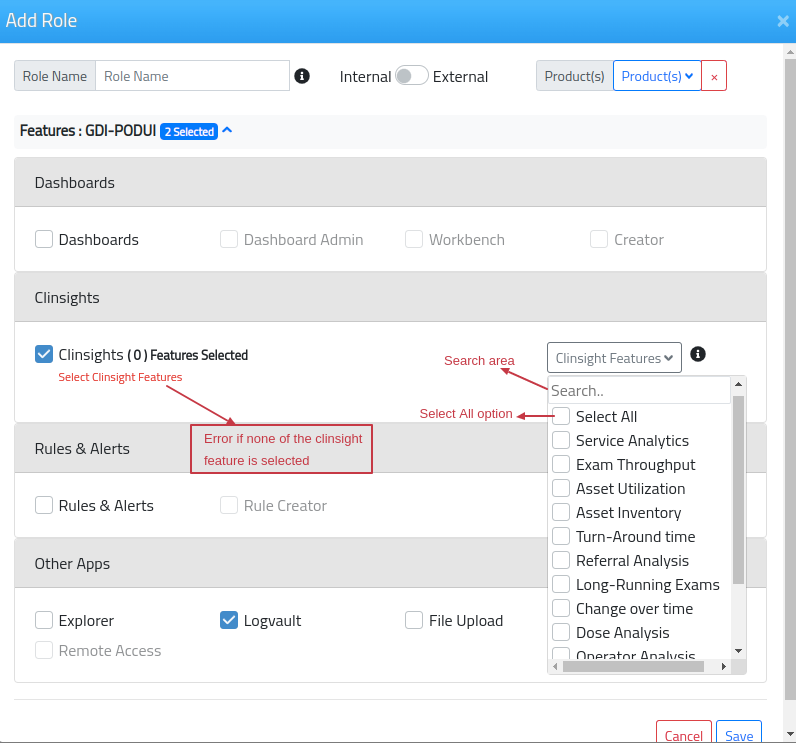 Add Role ×
Role Name Role Name i Internal External Product(s) Product(s) ×
Features : GDI-PODUI 2 Selected
Dashboards
Dashboards Dashboard Admin Workbench Creator
Clinsights
Clinsights ( 0 ) Features Selected
Select Clinsight Features
Error if none of the clinsight
feature is selected
Search area
Select All option
Clinsight Features i
Search..
Select All
Service Analytics
Exam Throughput
Asset Utilization
Asset Inventory
Turn-Around time
Referral Analysis
Long-Running Exams
Change over time
Dose Analysis
Operator Analysis
Rules & Alerts
Rules & Alerts Rule Creator
Other Apps
Explorer Logvault File Upload
Remote Access
Cancel Save